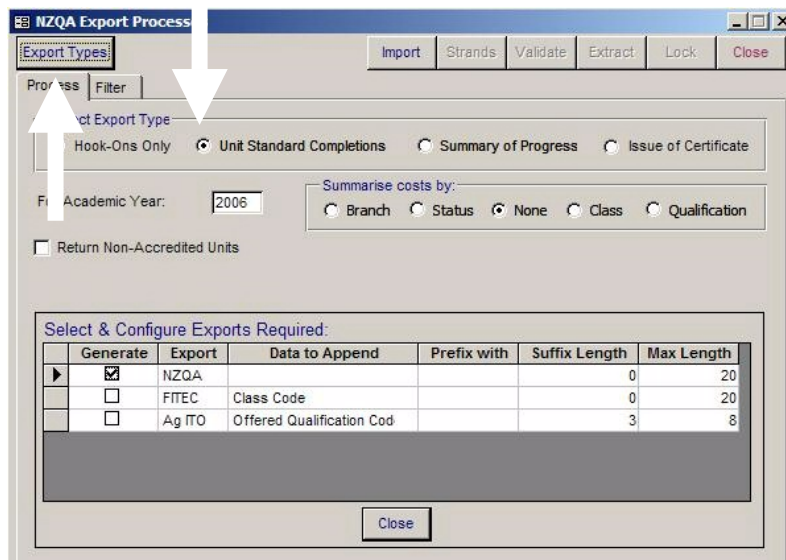 NZQA Export Process
Export Types
Import Strands Validate Extract Lock Close
Process Filter
Export Type
Hook-Ons Only Unit Standard Completions Summary of Progress Issue of Certificate
Academic Year: 2006
Summarise costs by:
Branch Status None Class Qualification
Return Non-Accredited Units
Select & Configure Exports Required:
Generate Export Data to Append Prefix with Suffix Length Max Length
NZQA 0 20
FITEC Class Code 0 20
Ag ITO Offered Qualification Cod 3 8
Close